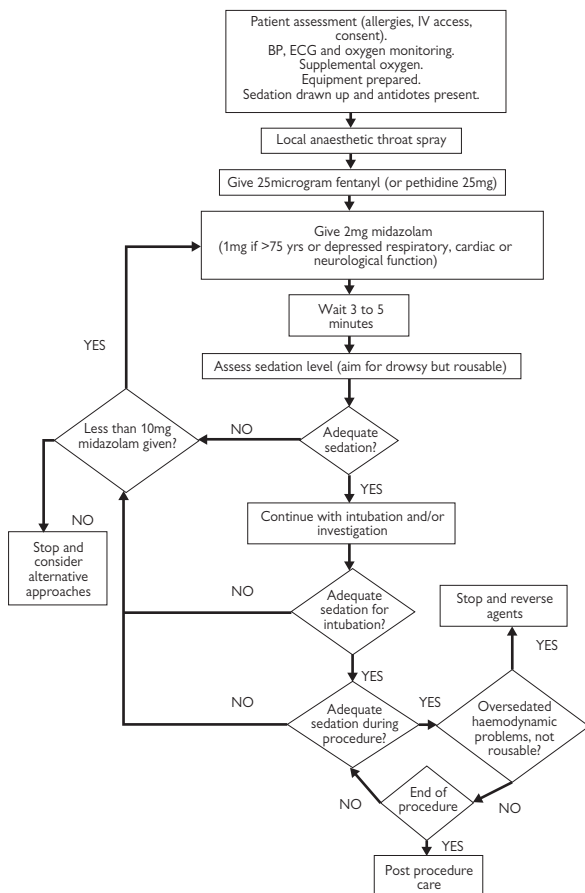 Patient assessment (allergies, IV access,
consent).
BP, ECG and oxygen monitoring.
Supplemental oxygen.
Equipment prepared.
Sedation drawn up and antidotes present.
Local anaesthetic throat spray
Give 25microgram fentanyl (or pethidine 25mg)
Give 2mg midazolam
(1mg if >75 yrs or depressed respiratory, cardiac or
neurological function)
Wait 3 to 5
minutes
YES
Assess sedation level (aim for drowsy but rousable)
Less than 10mg
midazolam given?
NO
Adequate
sedation?
YES
NO
Stop and
consider
alternative
approaches
Continue with intubation and/or
investigation
NO
Adequate
sedation for
intubation?
Stop and reverse
agents
YES
YES
NO
Adequate
sedation during
procedure?
YES
Oversedated
haemodynamic
problems, not
rousable?
End of
procedure
NO
NO
YES
Post procedure
care